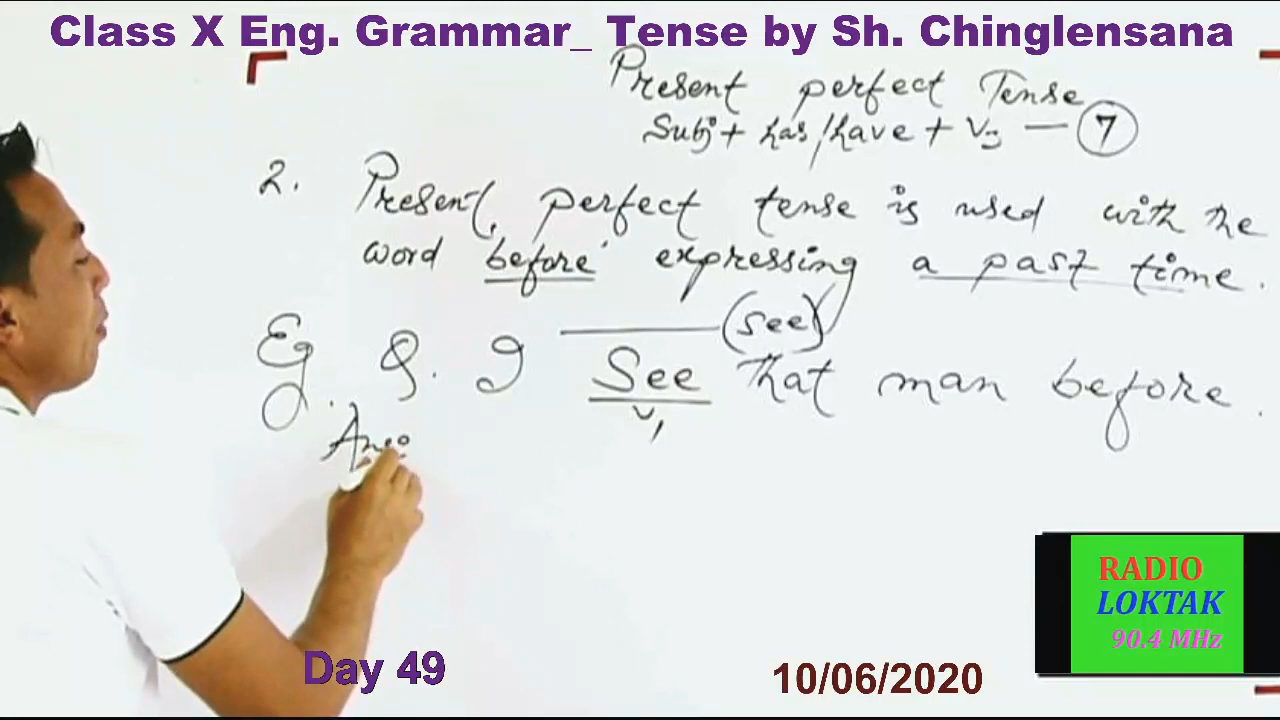 Class X Eng. Grammar_ Tense by Sh. Chinglensana
Present perfect Tense
Subj + has/have + V3 — 7
2. Present perfect tense is used with the
word 'before' expressing a past time.
(see)
Eg. Q. I See that man before.
V1
Ans:
RADIO
LOKTAK
90.4 MHz
Day 49
10/06/2020